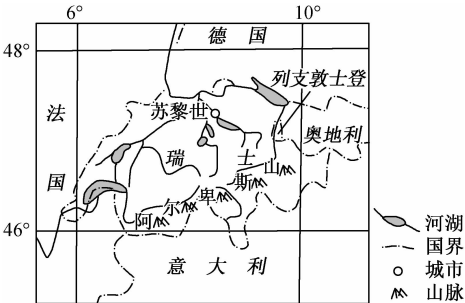 6° 10°
48°
德 国
列支敦士登
苏黎世
法
奥地利
瑞 士
国
阿尔卑斯山
46°
意 大 利
河湖
国界
城市
山脉